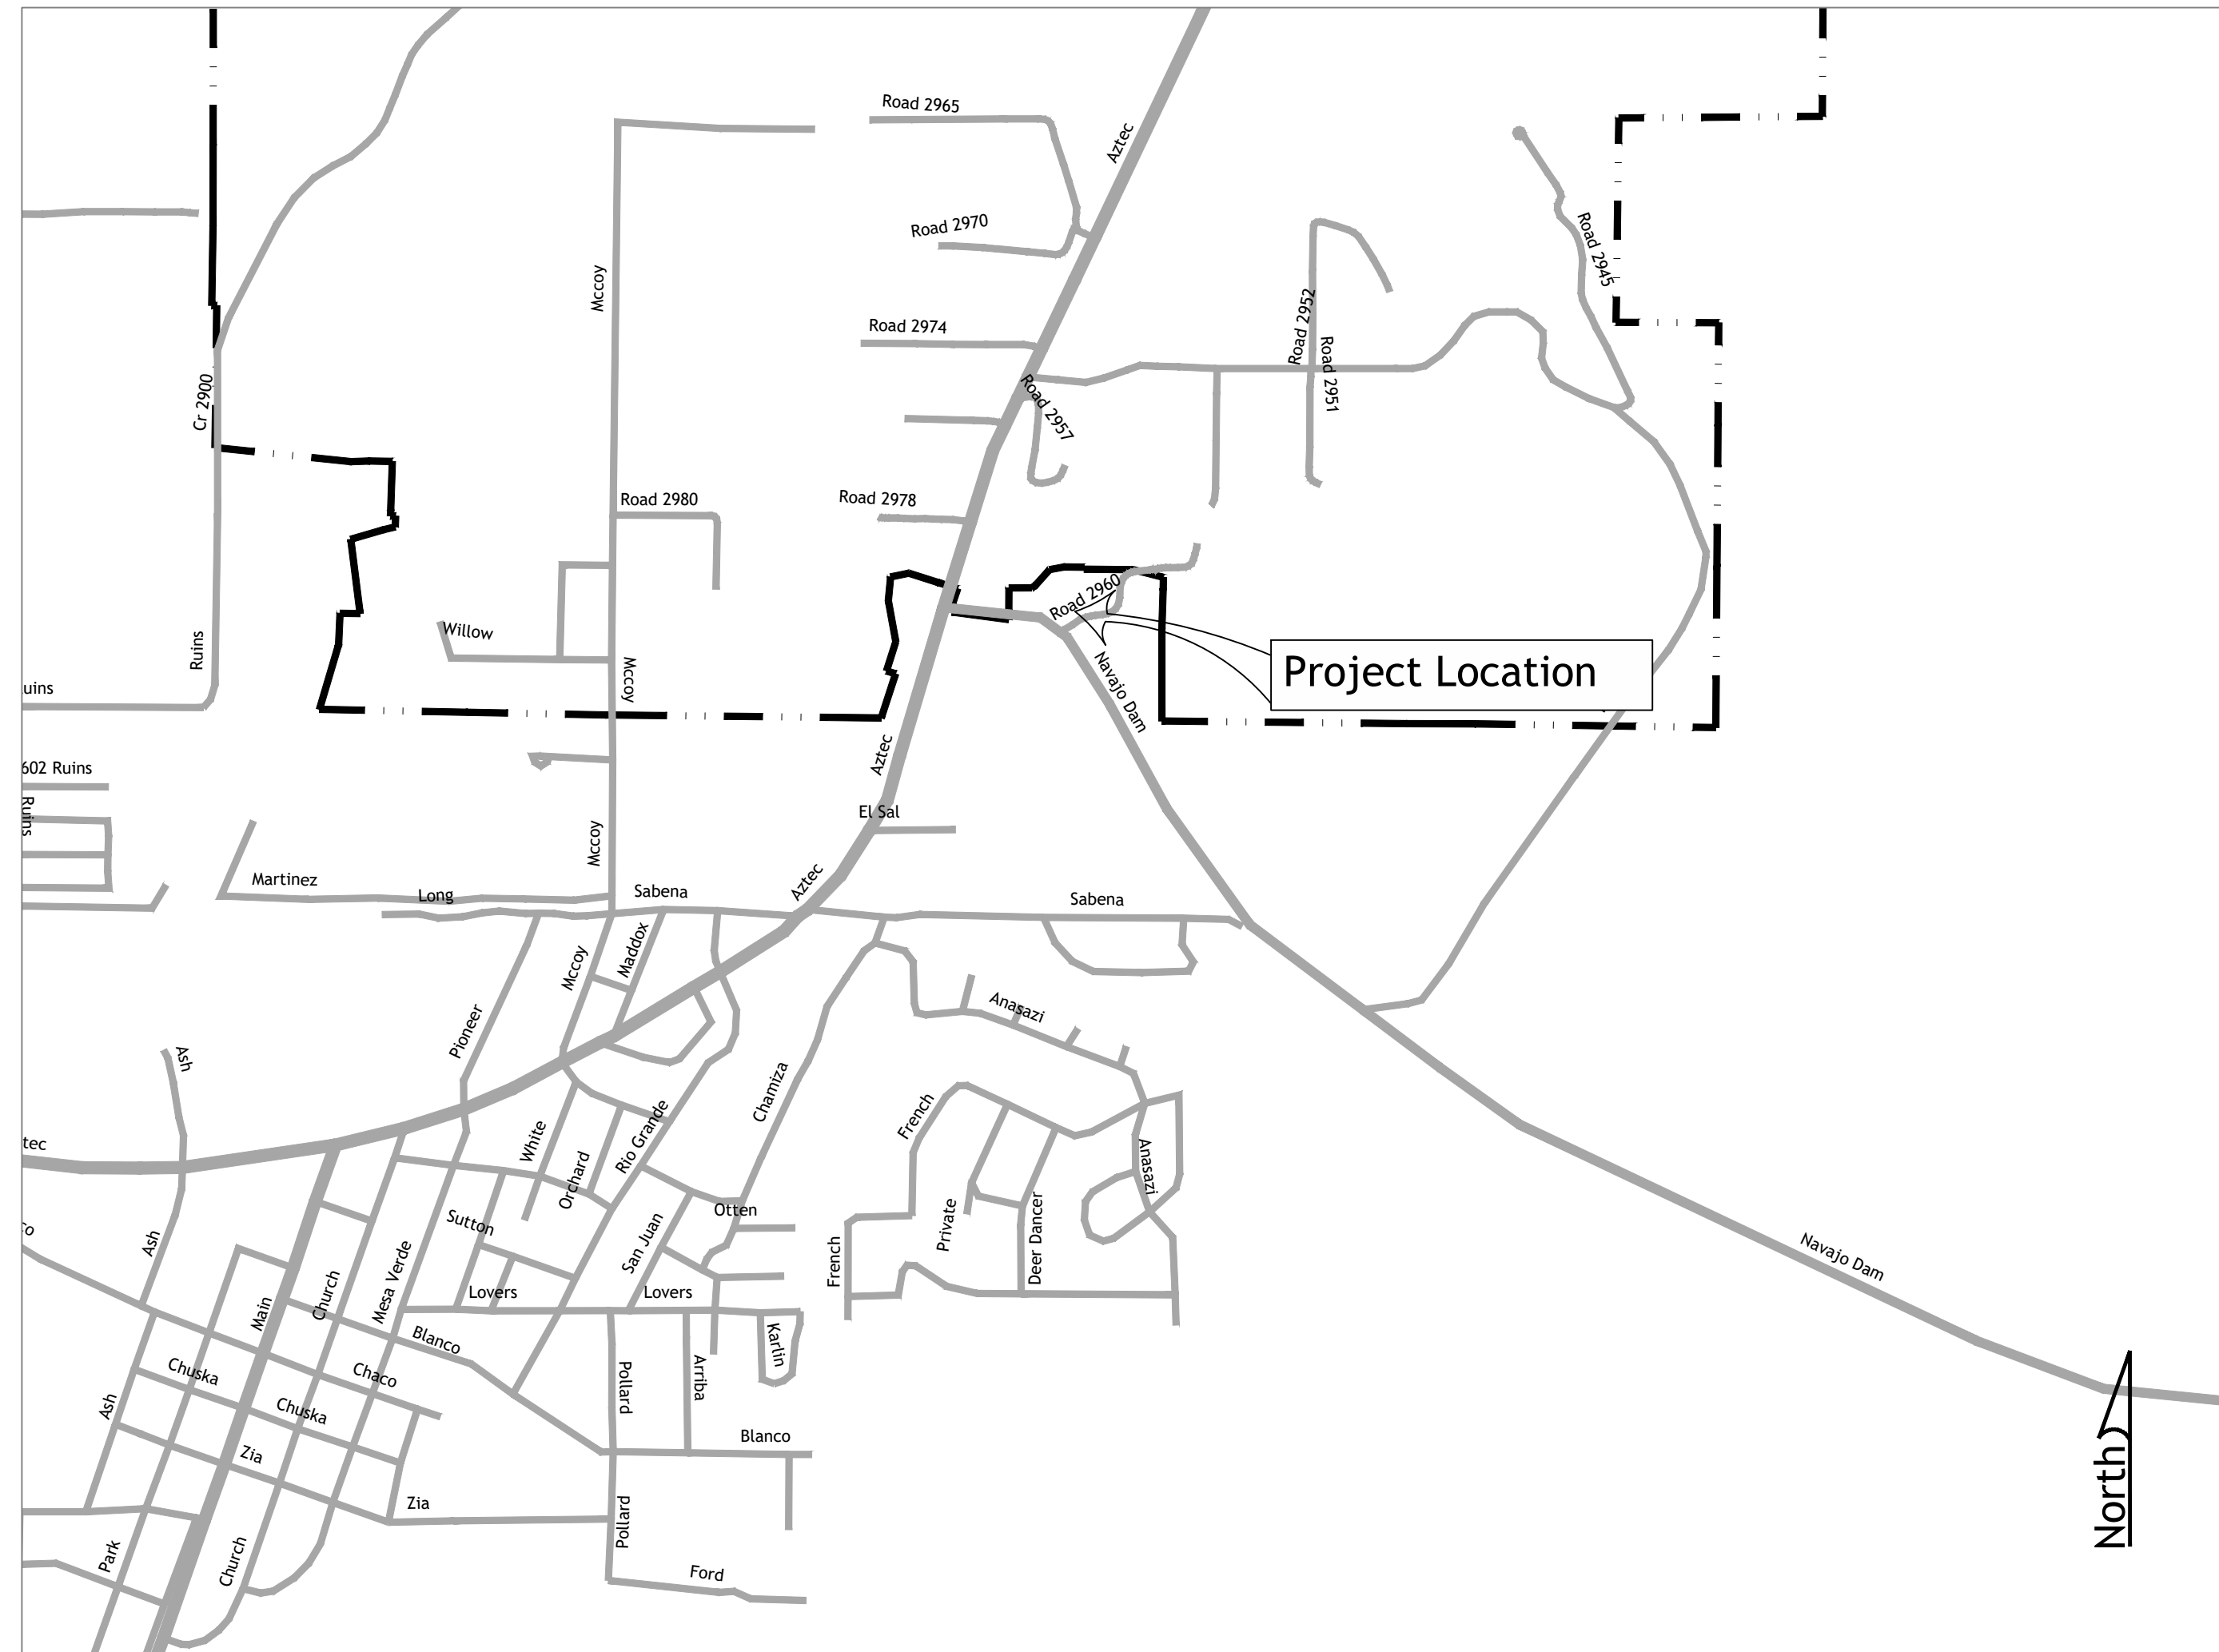 Road 2965
Aztec
Road 2970
Road 2945
Mccoy
Road 2952
Road 2974
Road 2951
Cr 2900
Road 2957
Road 2980
Road 2978
Road 2960
Willow
Ruins
Mccoy
Project Location
uins
Navajo Dam
Aztec
602 Ruins
Ruins
El Sal
Mccoy
Martinez
Long
Sabena
Aztec
Sabena
Mccoy
Maddox
Anasazi
Pioneer
Ash
Chamiza
French
tec
White
Rio Grande
Orchard
Anasazi
Otten
co
Ash
Sutton
San Juan
Private
Deer Dancer
French
Navajo Dam
Main
Church
Mesa Verde
Lovers
Lovers
Blanco
Karlin
Chuska
Chaco
Pollard
Arriba
Ash
Chuska
Blanco
Zia
North
Zia
Pollard
Park
Church
Ford